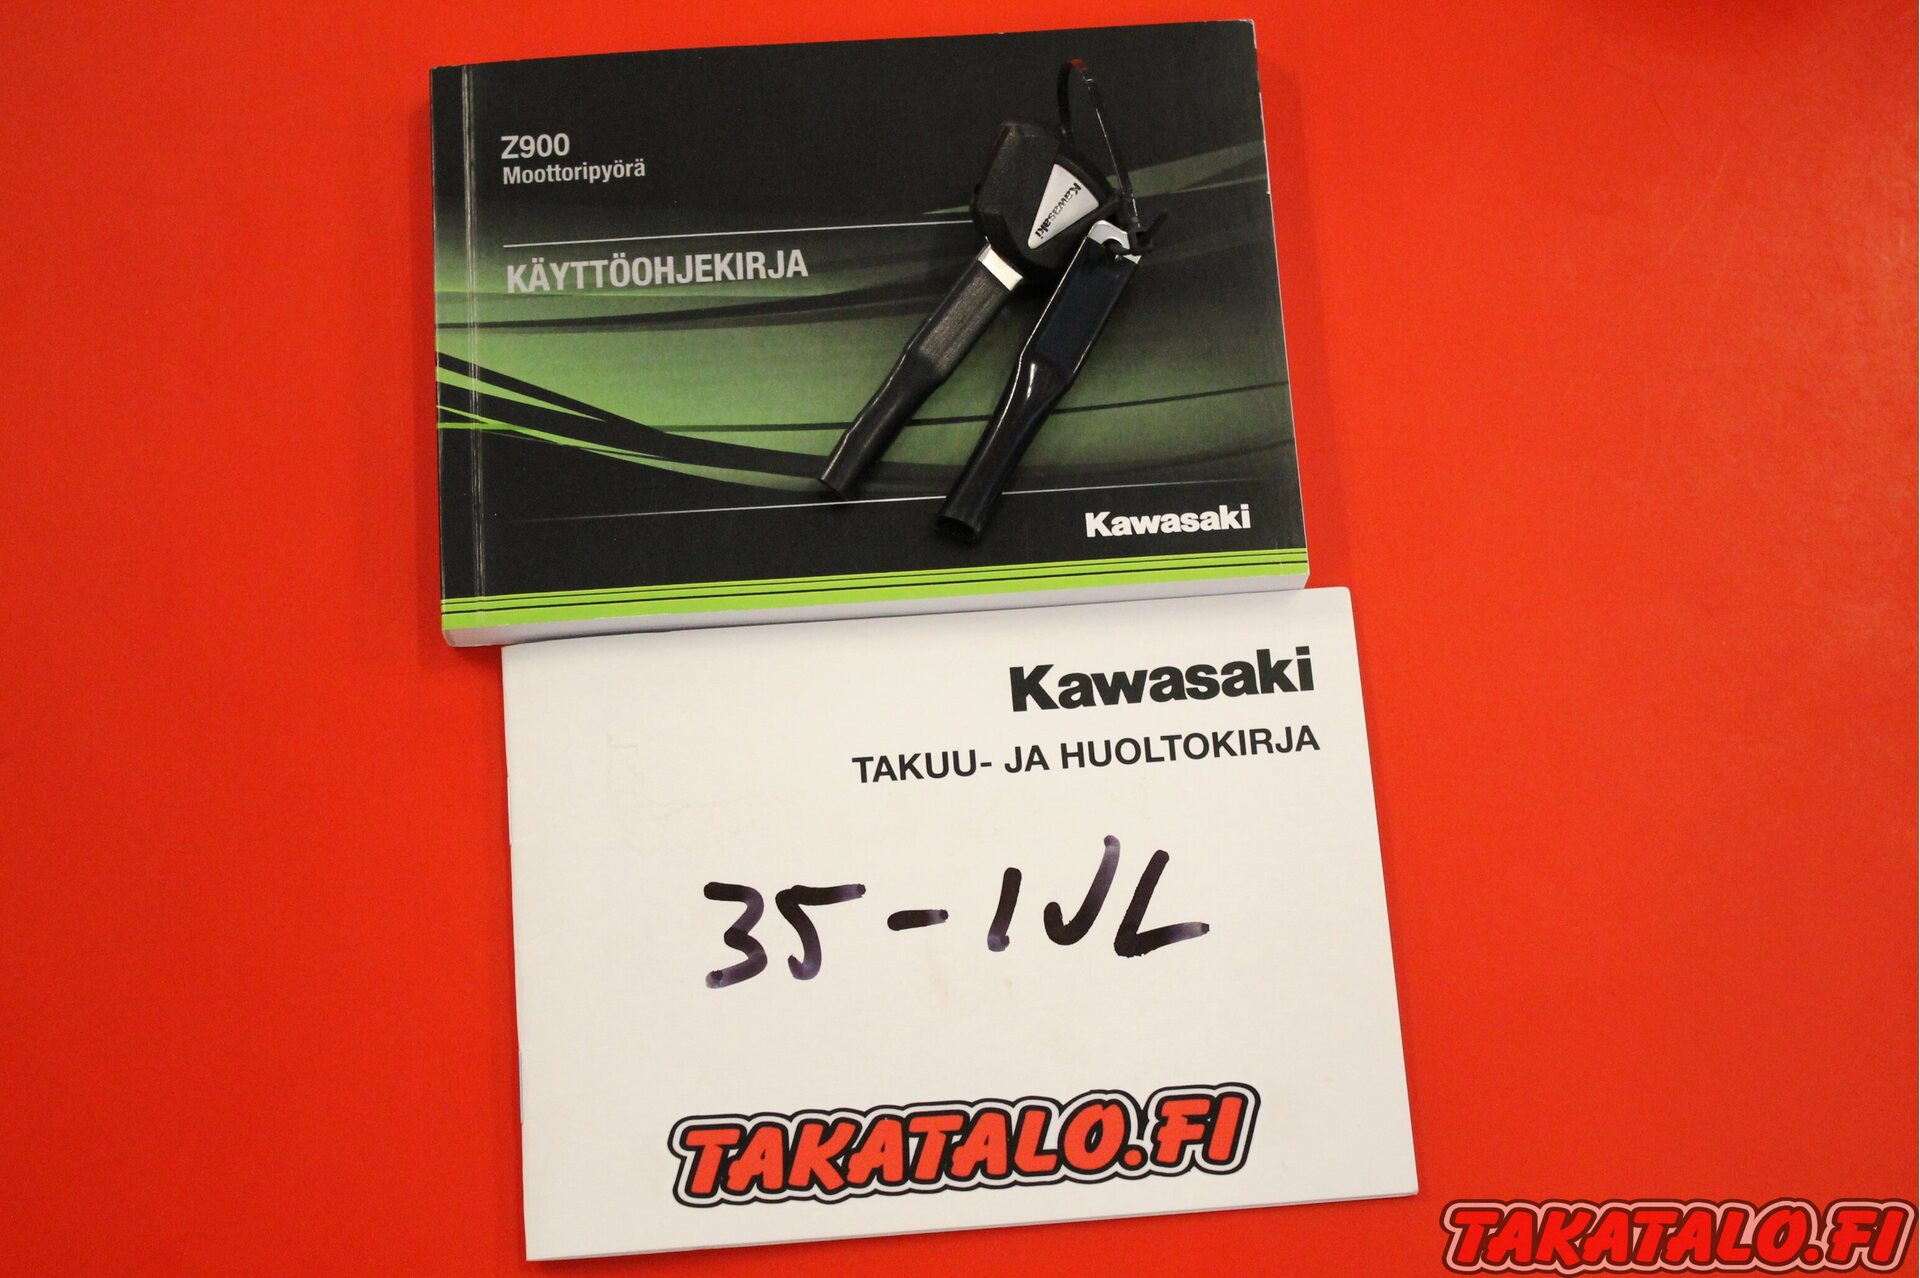 Z900
Moottoripyörä
KÄYTTÖOHJEKIRJA
Kawasaki
Kawasaki
Kawasaki
TAKUU- JA HUOLTOKIRJA
35-1JL
TAKATALO.FI
TAKATALO.FI